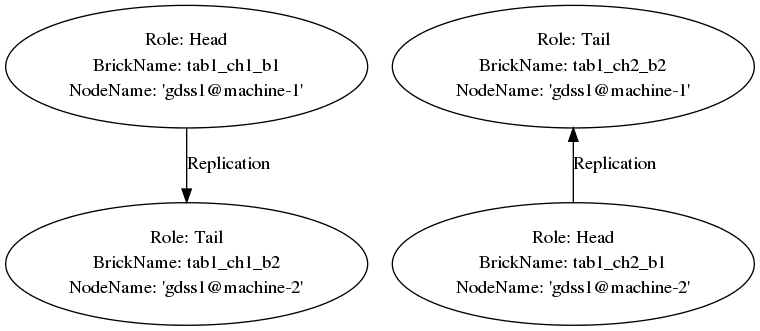 Role: Head
BrickName: tab1_ch1_b1
NodeName: 'gdss1@machine-1'
Role: Tail
BrickName: tab1_ch2_b2
NodeName: 'gdss1@machine-1'
Replication
Replication
Role: Tail
BrickName: tab1_ch1_b2
NodeName: 'gdss1@machine-2'
Role: Head
BrickName: tab1_ch2_b1
NodeName: 'gdss1@machine-2'